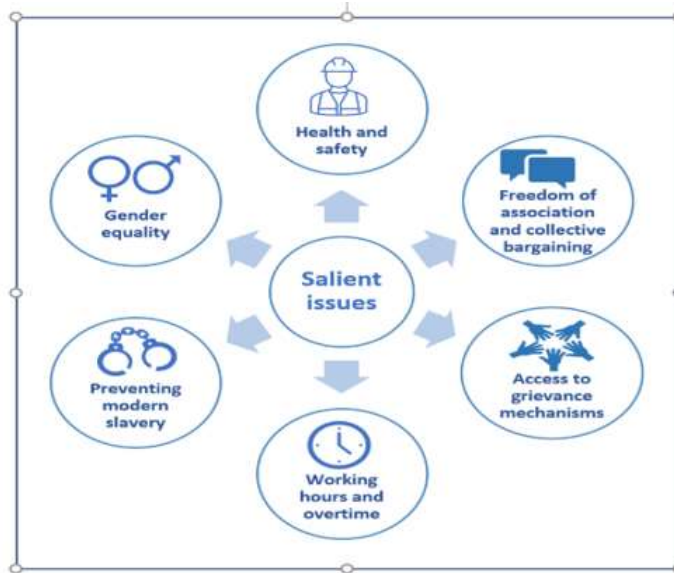 Health and
safety
Gender
equality
Freedom of
association
and collective
bargaining
Salient
issues
Preventing
modern
slavery
Access to
grievance
mechanisms
Working
hours and
overtime